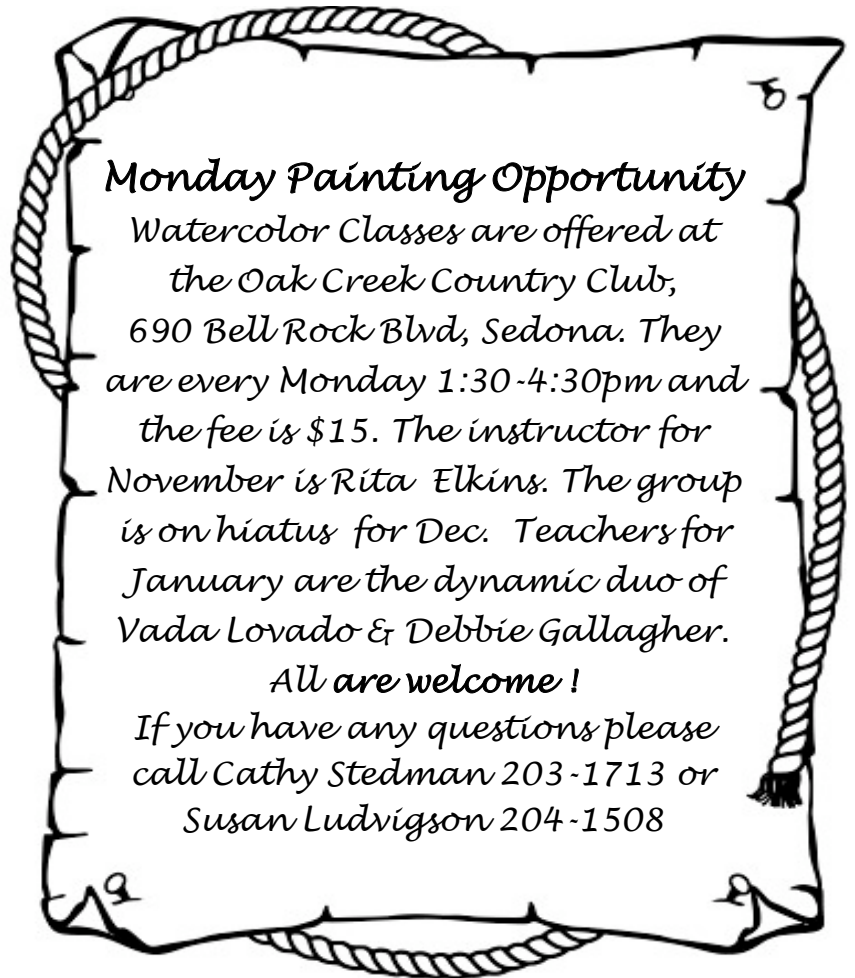 Monday Painting Opportunity
Watercolor Classes are offered at
the Oak Creek Country Club,
690 Bell Rock Blvd, Sedona. They
are every Monday 1:30-4:30pm and
the fee is $15. The instructor for
November is Rita Elkins. The group
is on hiatus for Dec. Teachers for
January are the dynamic duo of
Vada Lovado & Debbie Gallagher.
All are welcome !
If you have any questions please
call Cathy Stedman 203-1713 or
Susan Ludvigson 204-1508